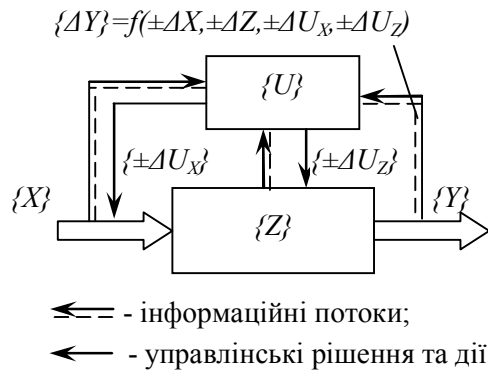 {ΔY}=f(±ΔX,±ΔZ,±ΔU_X,±ΔU_Z)
{U}
{±ΔU_X}
{±ΔU_Z}
{X}
{Y}
{Z}
- інформаційні потоки;
- управлінські рішення та дії